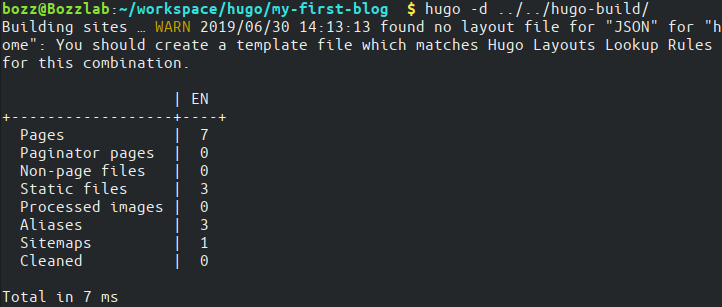 bozz@Bozzlab:~/workspace/hugo/my-first-blog  $ hugo -d ../../hugo-build/
Building sites … WARN 2019/06/30 14:13:13 found no layout file for "JSON" for "h
ome": You should create a template file which matches Hugo Layouts Lookup Rules
for this combination.

                   | EN
+------------------+----+
  Pages            |  7
  Paginator pages  |  0
  Non-page files   |  0
  Static files     |  3
  Processed images |  0
  Aliases          |  3
  Sitemaps         |  1
  Cleaned          |  0

Total in 7 ms